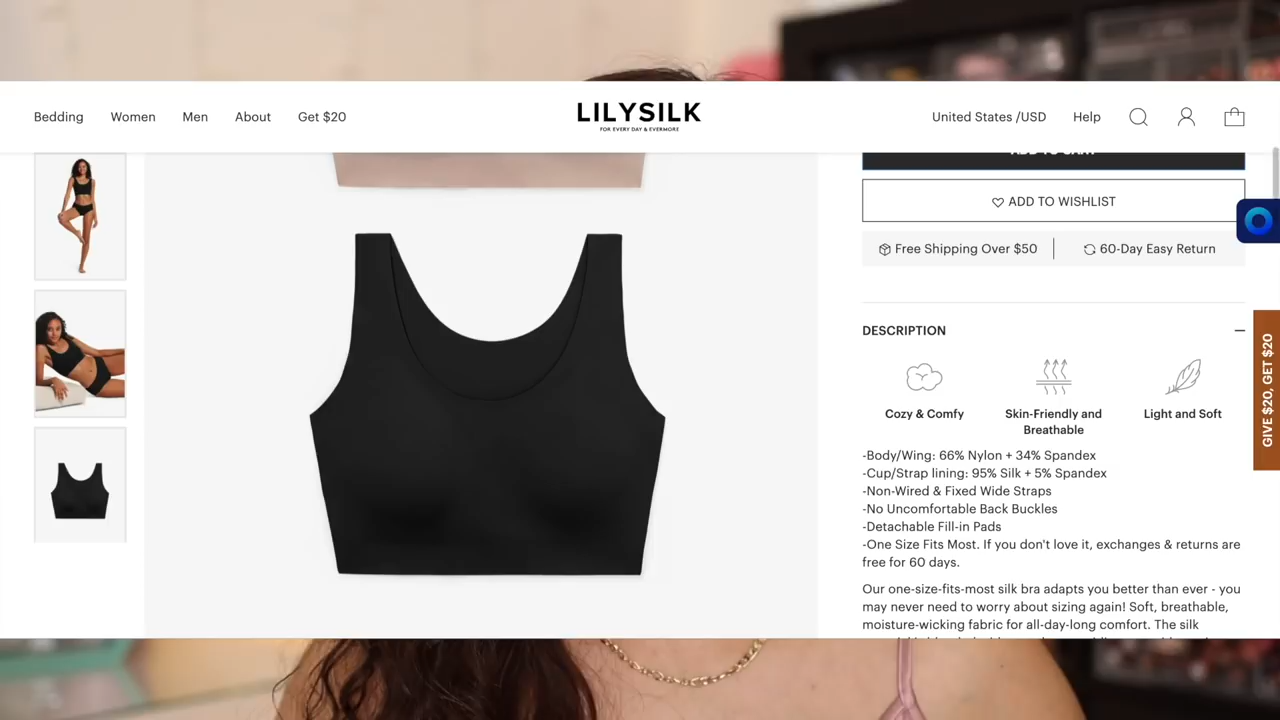 Bedding Women Men About Get $20
LILYSILK
FOR EVERY DAY & EVERMORE
United States /USD Help
ADD TO CART
ADD TO WISHLIST
Free Shipping Over $50
60-Day Easy Return
DESCRIPTION
Cozy & Comfy
Skin-Friendly and
Breathable
Light and Soft
-Body/Wing: 66% Nylon + 34% Spandex
-Cup/Strap lining: 95% Silk + 5% Spandex
-Non-Wired & Fixed Wide Straps
-No Uncomfortable Back Buckles
-Detachable Fill-in Pads
-One Size Fits Most. If you don't love it, exchanges & returns are
free for 60 days.
Our one-size-fits-most silk bra adapts you better than ever - you
may never need to worry about sizing again! Soft, breathable,
moisture-wicking fabric for all-day-long comfort. The silk
GIVE $20, GET $20